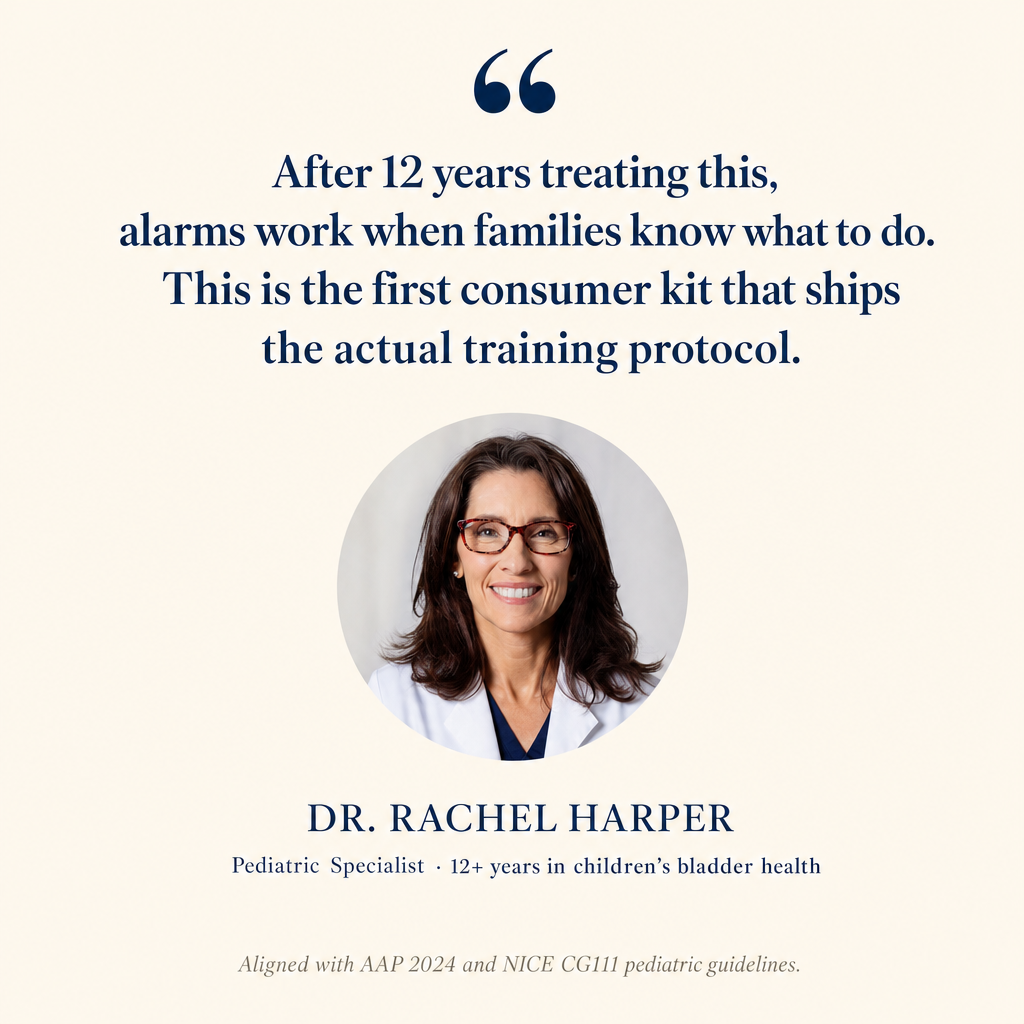 “
After 12 years treating this,
alarms work when families know what to do.
This is the first consumer kit that ships
the actual training protocol.
DR. RACHEL HARPER
Pediatric Specialist · 12+ years in children’s bladder health
Aligned with AAP 2024 and NICE CG111 pediatric guidelines.